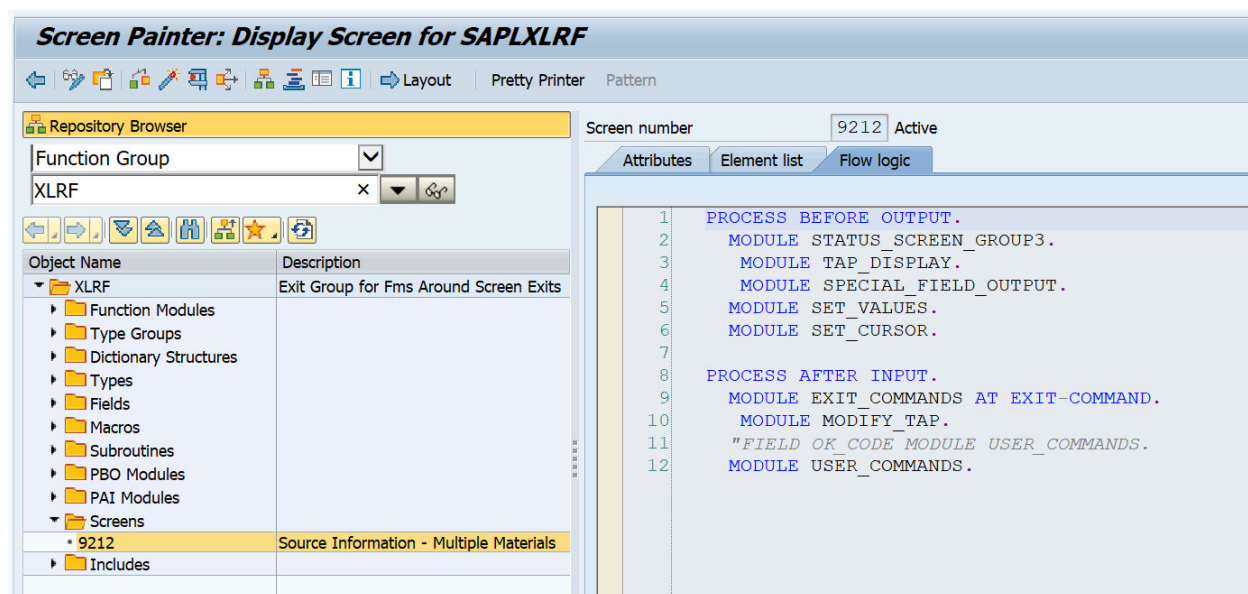 Screen Painter: Display Screen for SAPLXLRF
Layout Pretty Printer Pattern
Repository Browser
Function Group
XLRF
Object Name Description
XLRF Exit Group for Fms Around Screen Exits
Function Modules
Type Groups
Dictionary Structures
Types
Fields
Macros
Subroutines
PBO Modules
PAI Modules
Screens
9212 Source Information - Multiple Materials
Includes
Screen number 9212 Active
Attributes Element list Flow logic
1 PROCESS BEFORE OUTPUT.
2 MODULE STATUS_SCREEN_GROUP3.
3 MODULE TAP_DISPLAY.
4 MODULE SPECIAL_FIELD_OUTPUT.
5 MODULE SET_VALUES.
6 MODULE SET_CURSOR.
7
8 PROCESS AFTER INPUT.
9 MODULE EXIT_COMMANDS AT EXIT-COMMAND.
10 MODULE MODIFY_TAP.
11 "FIELD OK_CODE MODULE USER_COMMANDS.
12 MODULE USER_COMMANDS.